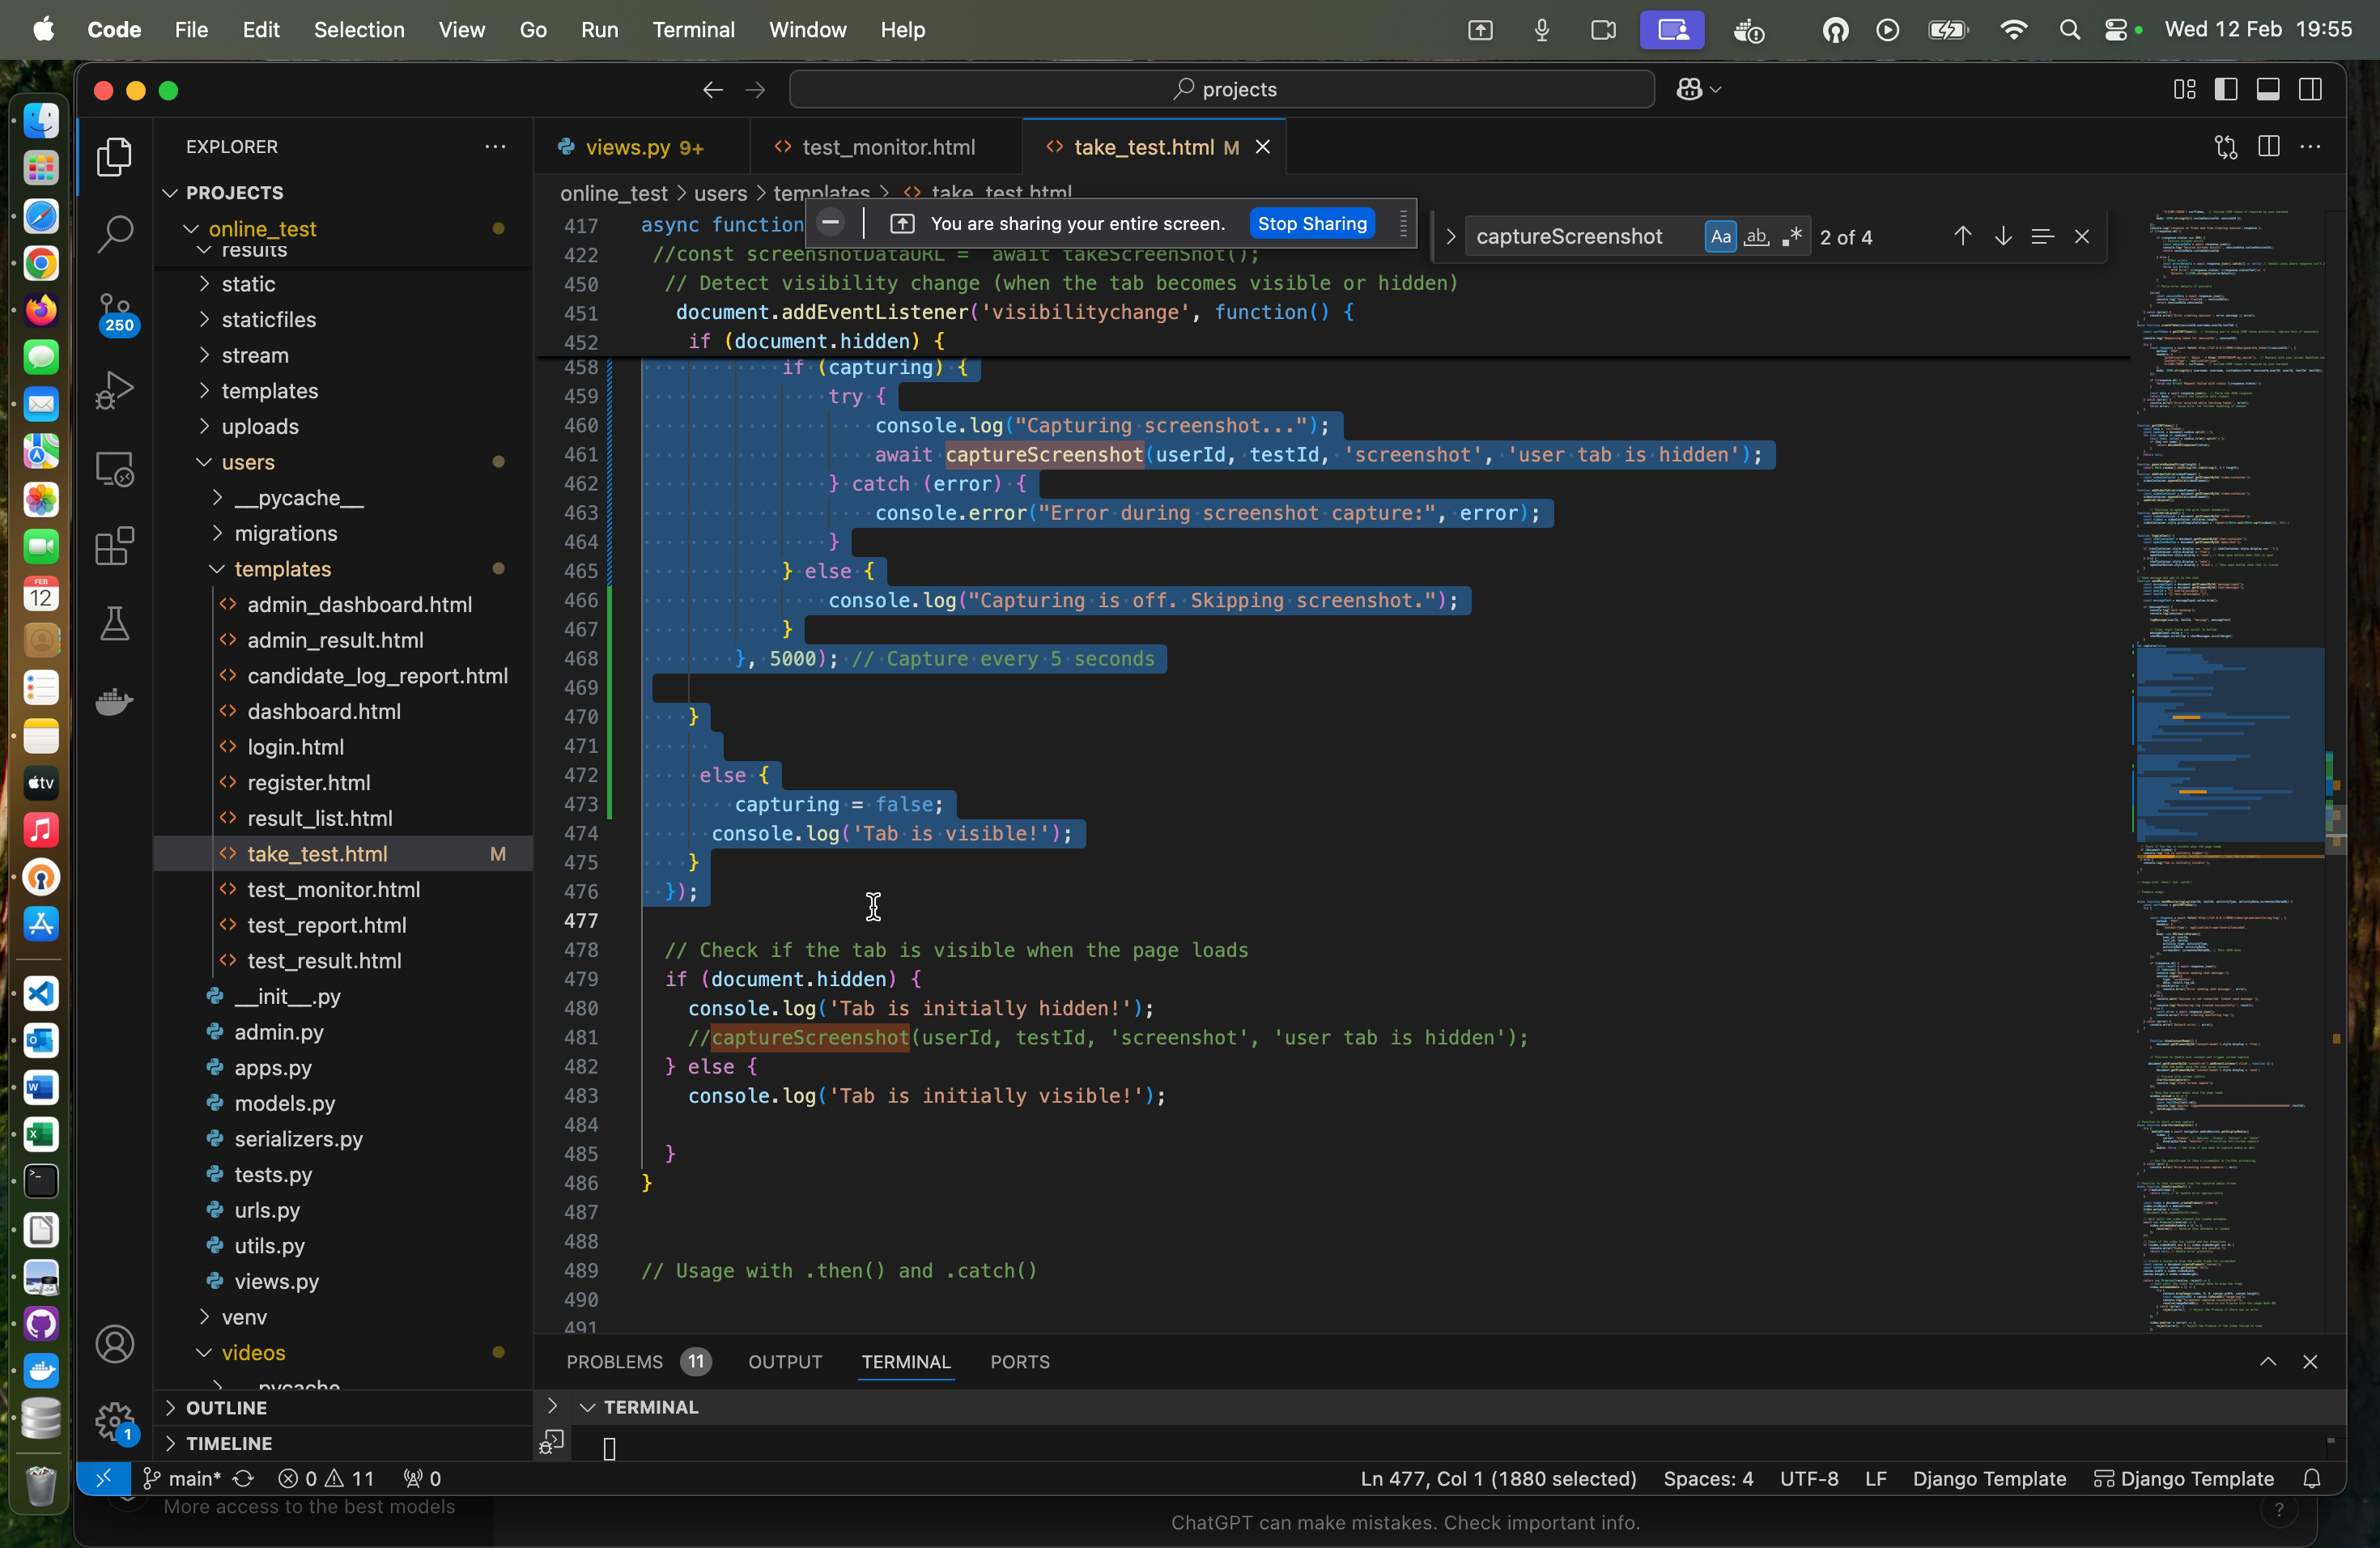 Code File Edit Selection View Go Run Terminal Window Help Wed 12 Feb 19:55
projects
EXPLORER
PROJECTS
online_test
results
static
staticfiles
stream
templates
uploads
users
__pycache__
migrations
templates
admin_dashboard.html
admin_result.html
candidate_log_report.html
dashboard.html
login.html
register.html
result_list.html
take_test.html M
test_monitor.html
test_report.html
test_result.html
__init__.py
admin.py
apps.py
models.py
serializers.py
tests.py
urls.py
utils.py
views.py
venv
videos
__pycache__
OUTLINE
TIMELINE
250
1
FEB
12
tv
views.py 9+ test_monitor.html take_test.html M
online_test > users > templates > take_test.html
You are sharing your entire screen. Stop Sharing
captureScreenshot Aa ab 2 of 4
417 async function
422 //const screenshotDataURL = await takeScreenShot();
450 // Detect visibility change (when the tab becomes visible or hidden)
451 document.addEventListener('visibilitychange', function() {
452 if (document.hidden) {
458 if (capturing) {
459 try {
460 console.log("Capturing screenshot...");
461 await captureScreenshot(userId, testId, 'screenshot', 'user tab is hidden');
462 } catch (error) {
463 console.error("Error during screenshot capture:", error);
464 }
465 } else {
466 console.log("Capturing is off. Skipping screenshot.");
467 }
468 }, 5000); // Capture every 5 seconds
469
470 }
471
472 else {
473 capturing = false;
474 console.log('Tab is visible!');
475 }
476 });
477
478 // Check if the tab is visible when the page loads
479 if (document.hidden) {
480 console.log('Tab is initially hidden!');
481 //captureScreenshot(userId, testId, 'screenshot', 'user tab is hidden');
482 } else {
483 console.log('Tab is initially visible!');
484
485 }
486 }
487
488
489 // Usage with .then() and .catch()
490
491
PROBLEMS 11 OUTPUT TERMINAL PORTS
TERMINAL
main* 0 11 0 Ln 477, Col 1 (1880 selected) Spaces: 4 UTF-8 LF Django Template Django Template
More access to the best models
ChatGPT can make mistakes. Check important info.
?